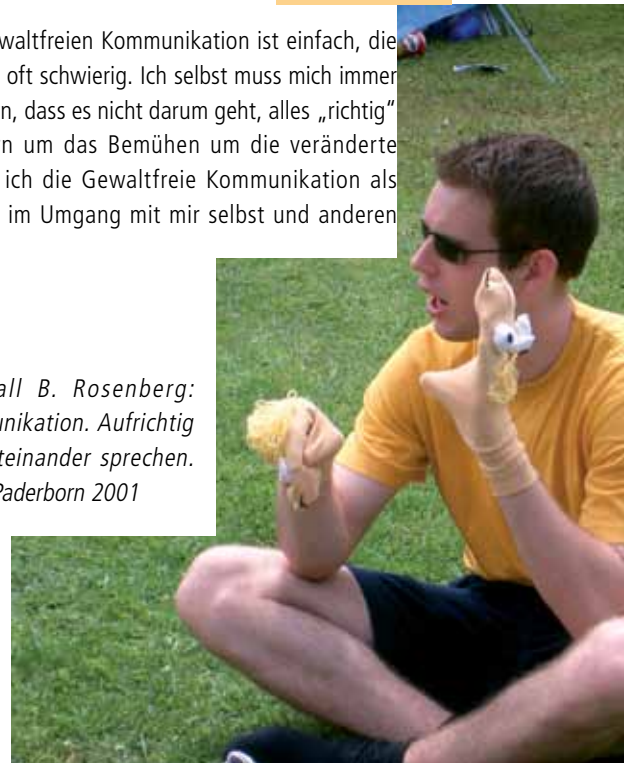 waltfreien Kommunikation ist einfach, die
oft schwierig. Ich selbst muss mich immer
n, dass es nicht darum geht, alles „richtig“
n um das Bemühen um die veränderte
ich die Gewaltfreie Kommunikation als
im Umgang mit mir selbst und anderen
all B. Rosenberg:
unikation. Aufrichtig
teinander sprechen.
Paderborn 2001